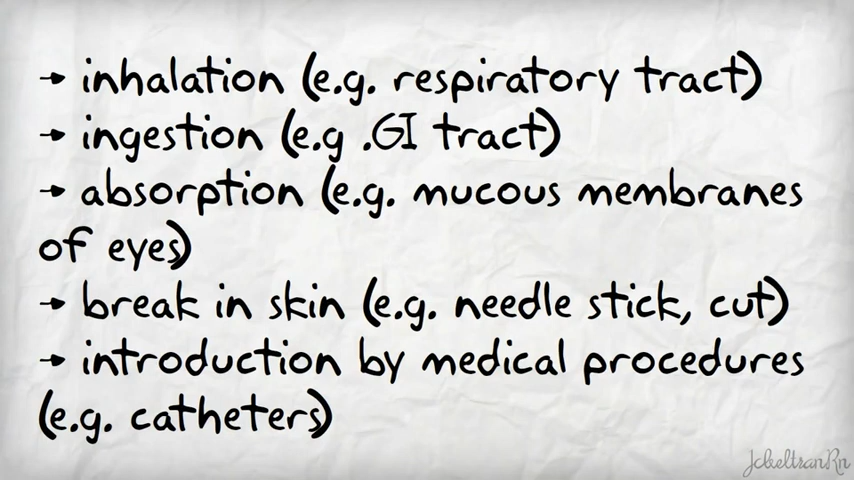 → inhalation (e.g. respiratory tract)
→ ingestion (e.g .GI tract)
→ absorption (e.g. mucous membranes
of eyes)
→ break in skin (e.g. needle stick, cut)
→ introduction by medical procedures
(e.g. catheters)